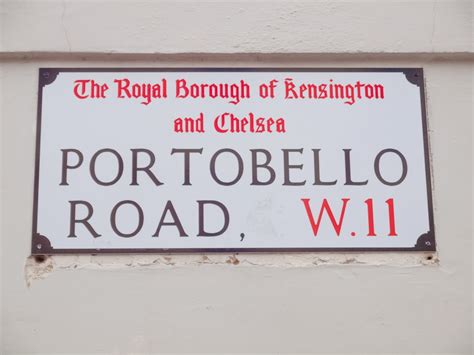 The Royal Borough of Kensington
and Chelsea
PORTOBELLO
ROAD, W.11